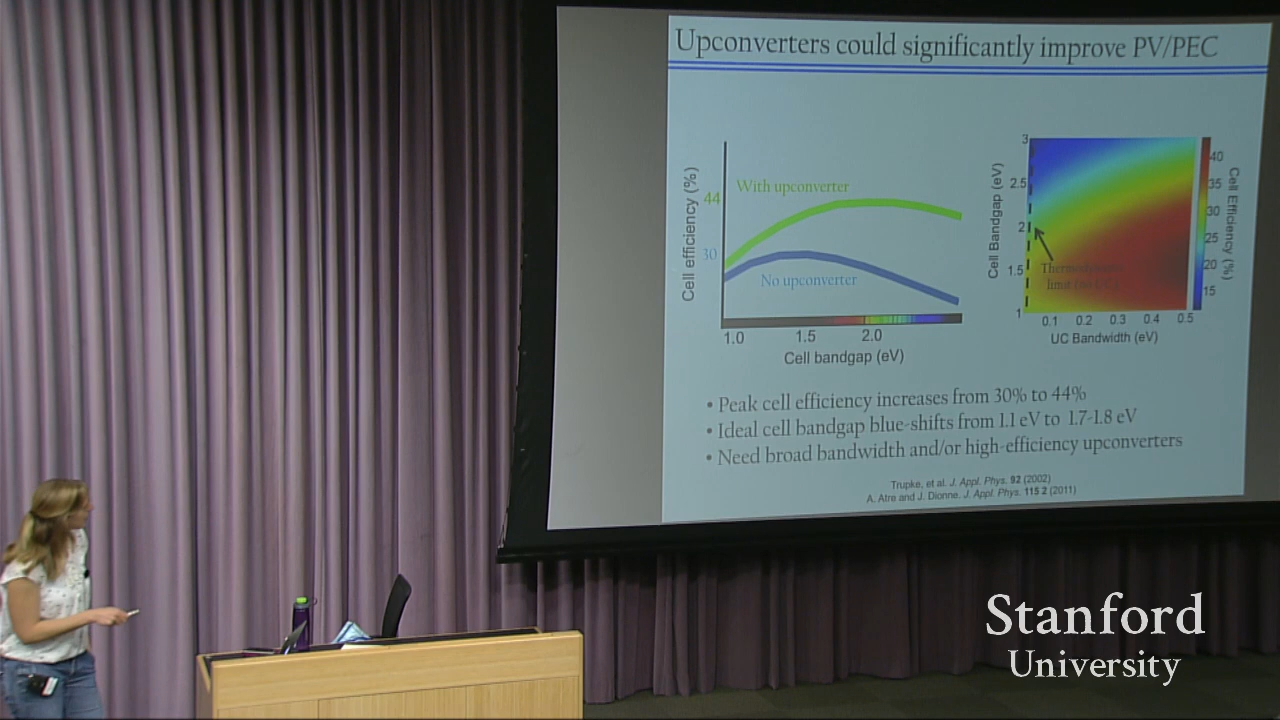 Upconverters could significantly improve PV/PEC
Cell efficiency (%)
44
30
With upconverter
No upconverter
1.0 1.5 2.0
Cell bandgap (eV)
Cell Bandgap (eV)
3
2.5
2
1.5
1
limit
0.1 0.2 0.3 0.4 0.5
UC Bandwidth (eV)
40
35
30
25
20
15
Cell Efficiency (%)
• Peak cell efficiency increases from 30% to 44%
• Ideal cell bandgap blue-shifts from 1.1 eV to 1.7-1.8 eV
• Need broad bandwidth and/or high-efficiency upconverters
Trupke, et al. J. Appl. Phys. 92 (2002)
A. Atre and J. Dionne. J. Appl. Phys. 115 2 (2011)
Stanford
University